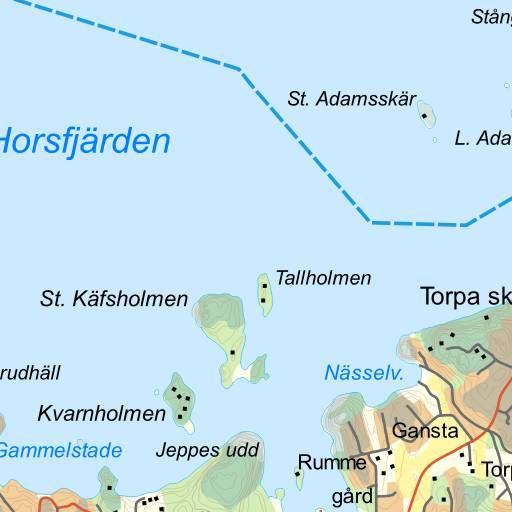 Stång
St. Adamsskär
L. Ada
Horsfjärden
Tallholmen
St. Käfsholmen
Torpa sk
rudhäll
Nässelv.
Kvarnholmen
Gansta
Gammelstade
Jeppes udd
Rumme
gård
Torp